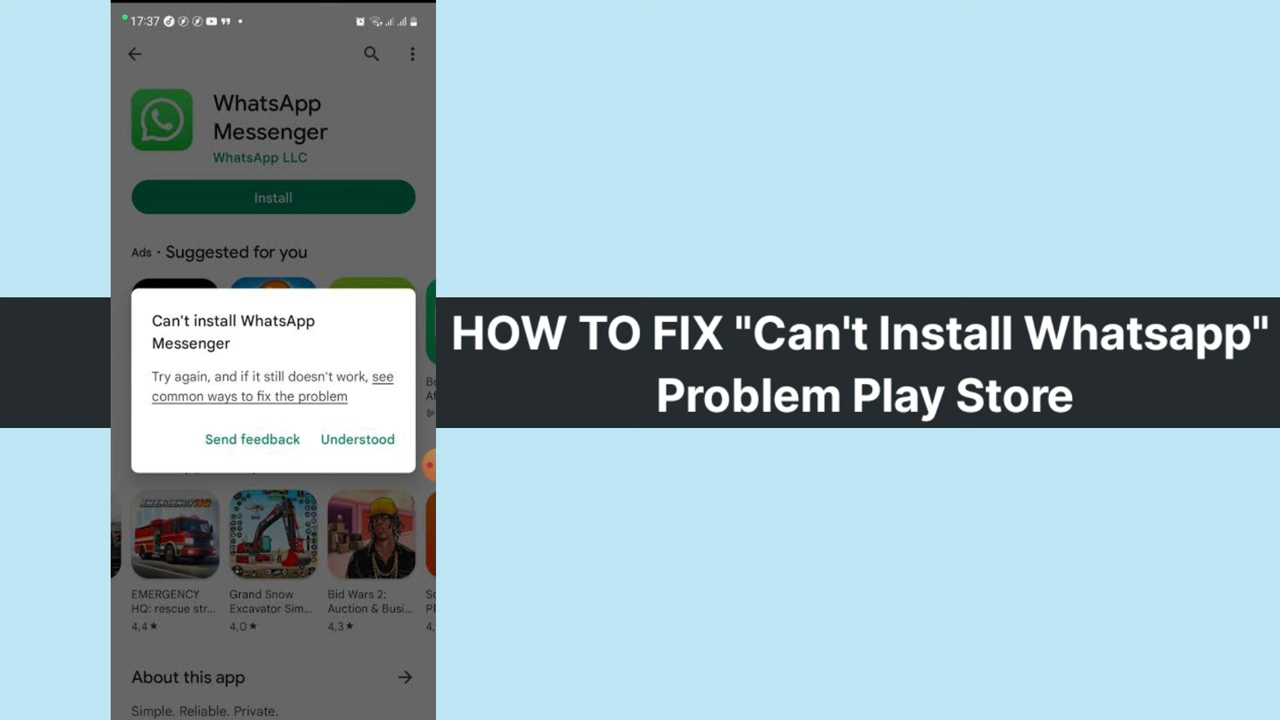 17:37
WhatsApp
Messenger
WhatsApp LLC
Install
Ads • Suggested for you
Can't install WhatsApp
Messenger
Try again, and if it still doesn't work, see
common ways to fix the problem
Send feedback Understood
HOW TO FIX "Can't Install Whatsapp"
Problem Play Store
EMERGENCY HQ
EMERGENCY
HQ: rescue str...
4,4★
Grand Snow
Excavator Sim...
4,0★
Bid Wars 2:
Auction & Busi...
4,3★
About this app
Simple. Reliable. Private.